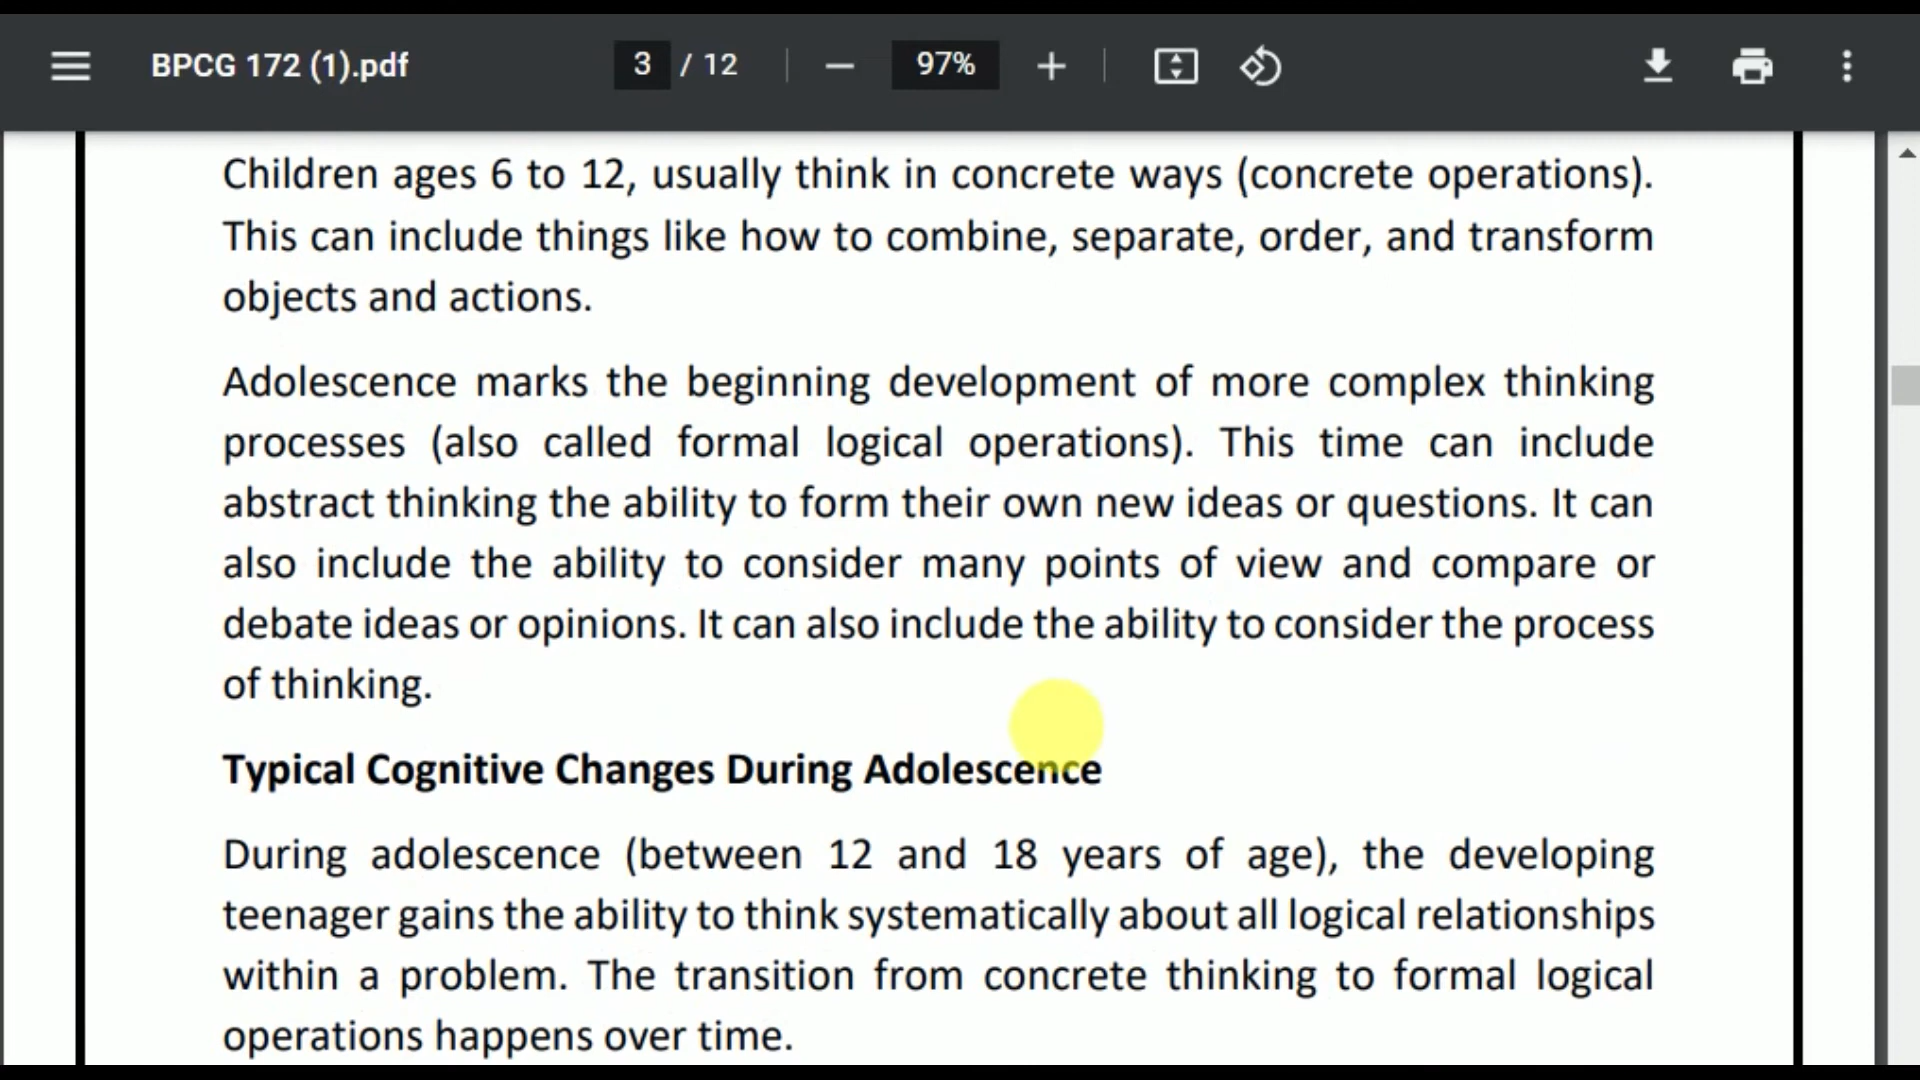 BPCG 172 (1).pdf 3 / 12 97%
Children ages 6 to 12, usually think in concrete ways (concrete operations).
This can include things like how to combine, separate, order, and transform
objects and actions.
Adolescence marks the beginning development of more complex thinking
processes (also called formal logical operations). This time can include
abstract thinking the ability to form their own new ideas or questions. It can
also include the ability to consider many points of view and compare or
debate ideas or opinions. It can also include the ability to consider the process
of thinking.
Typical Cognitive Changes During Adolescence
During adolescence (between 12 and 18 years of age), the developing
teenager gains the ability to think systematically about all logical relationships
within a problem. The transition from concrete thinking to formal logical
operations happens over time.